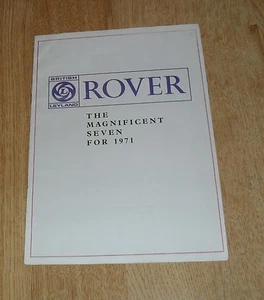 BRITISH
LEYLAND
ROVER
THE
MAGNIFICENT
SEVEN
FOR 1971